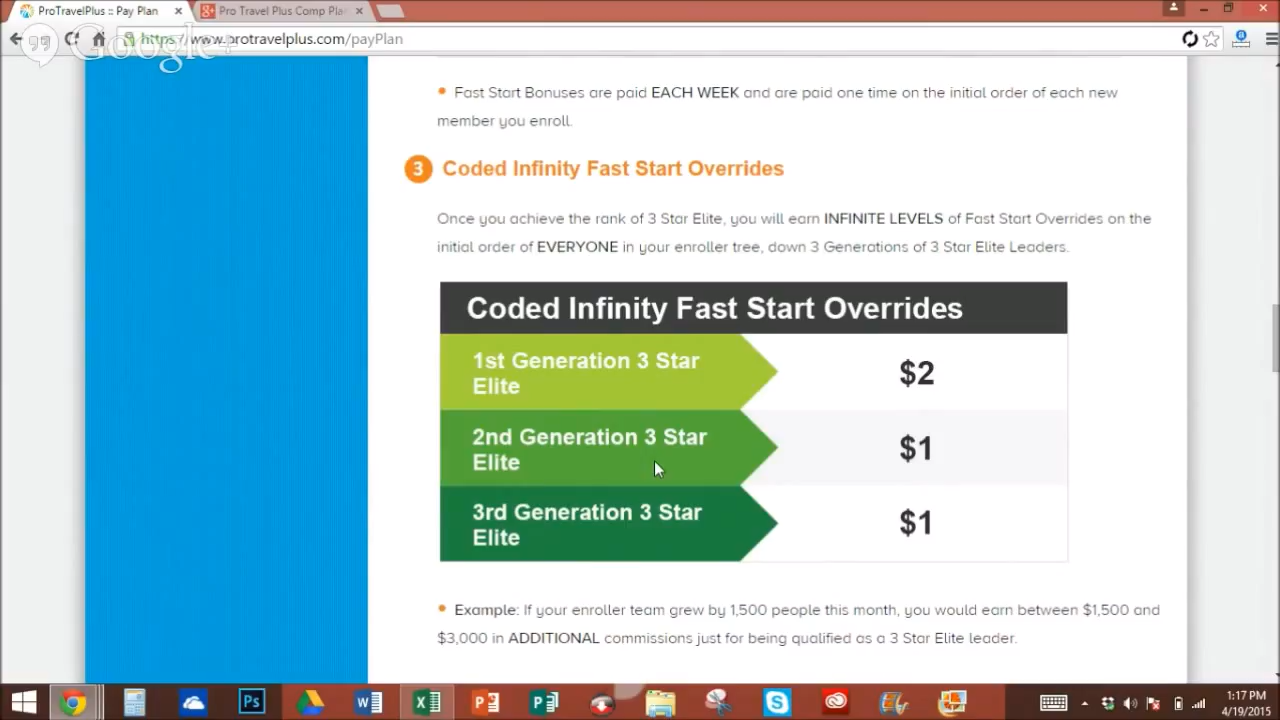 ProTravelPlus :: Pay Plan
Pro Travel Plus Comp Pla
https://www.protravelplus.com/payPlan
Google+
Fast Start Bonuses are paid EACH WEEK and are paid one time on the initial order of each new
member you enroll.
3 Coded Infinity Fast Start Overrides
Once you achieve the rank of 3 Star Elite, you will earn INFINITE LEVELS of Fast Start Overrides on the
initial order of EVERYONE in your enroller tree, down 3 Generations of 3 Star Elite Leaders.
Coded Infinity Fast Start Overrides
1st Generation 3 Star
Elite
$2
2nd Generation 3 Star
Elite
$1
3rd Generation 3 Star
Elite
$1
Example: If your enroller team grew by 1,500 people this month, you would earn between $1,500 and
$3,000 in ADDITIONAL commissions just for being qualified as a 3 Star Elite leader.
1:17 PM
4/19/2015